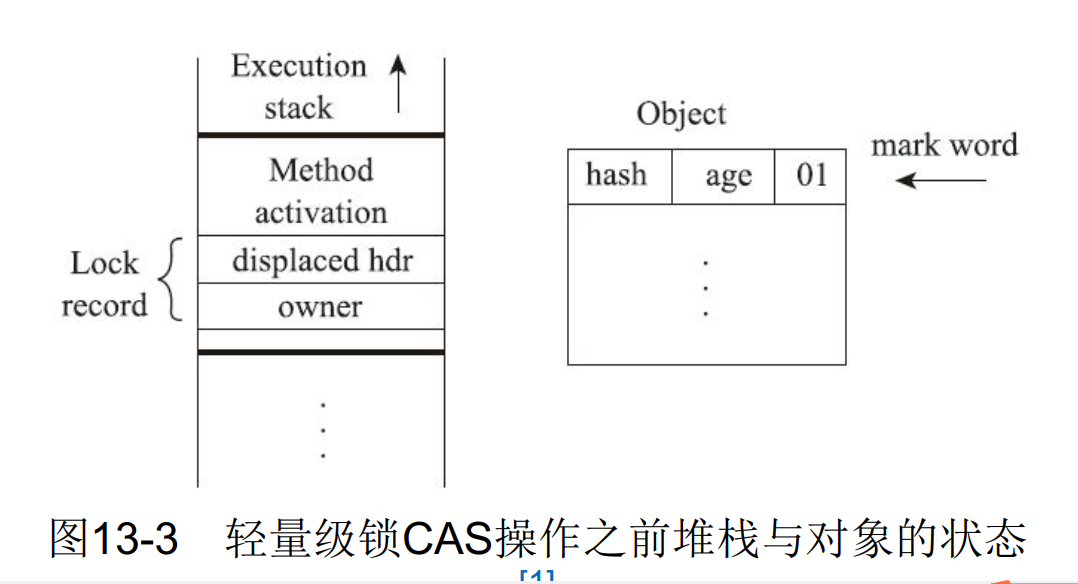 Execution
stack
Method
activation
Lock
record
displaced hdr
owner
Object
mark word
hash age 01
图13-3 轻量级锁CAS操作之前堆栈与对象的状态
[1]